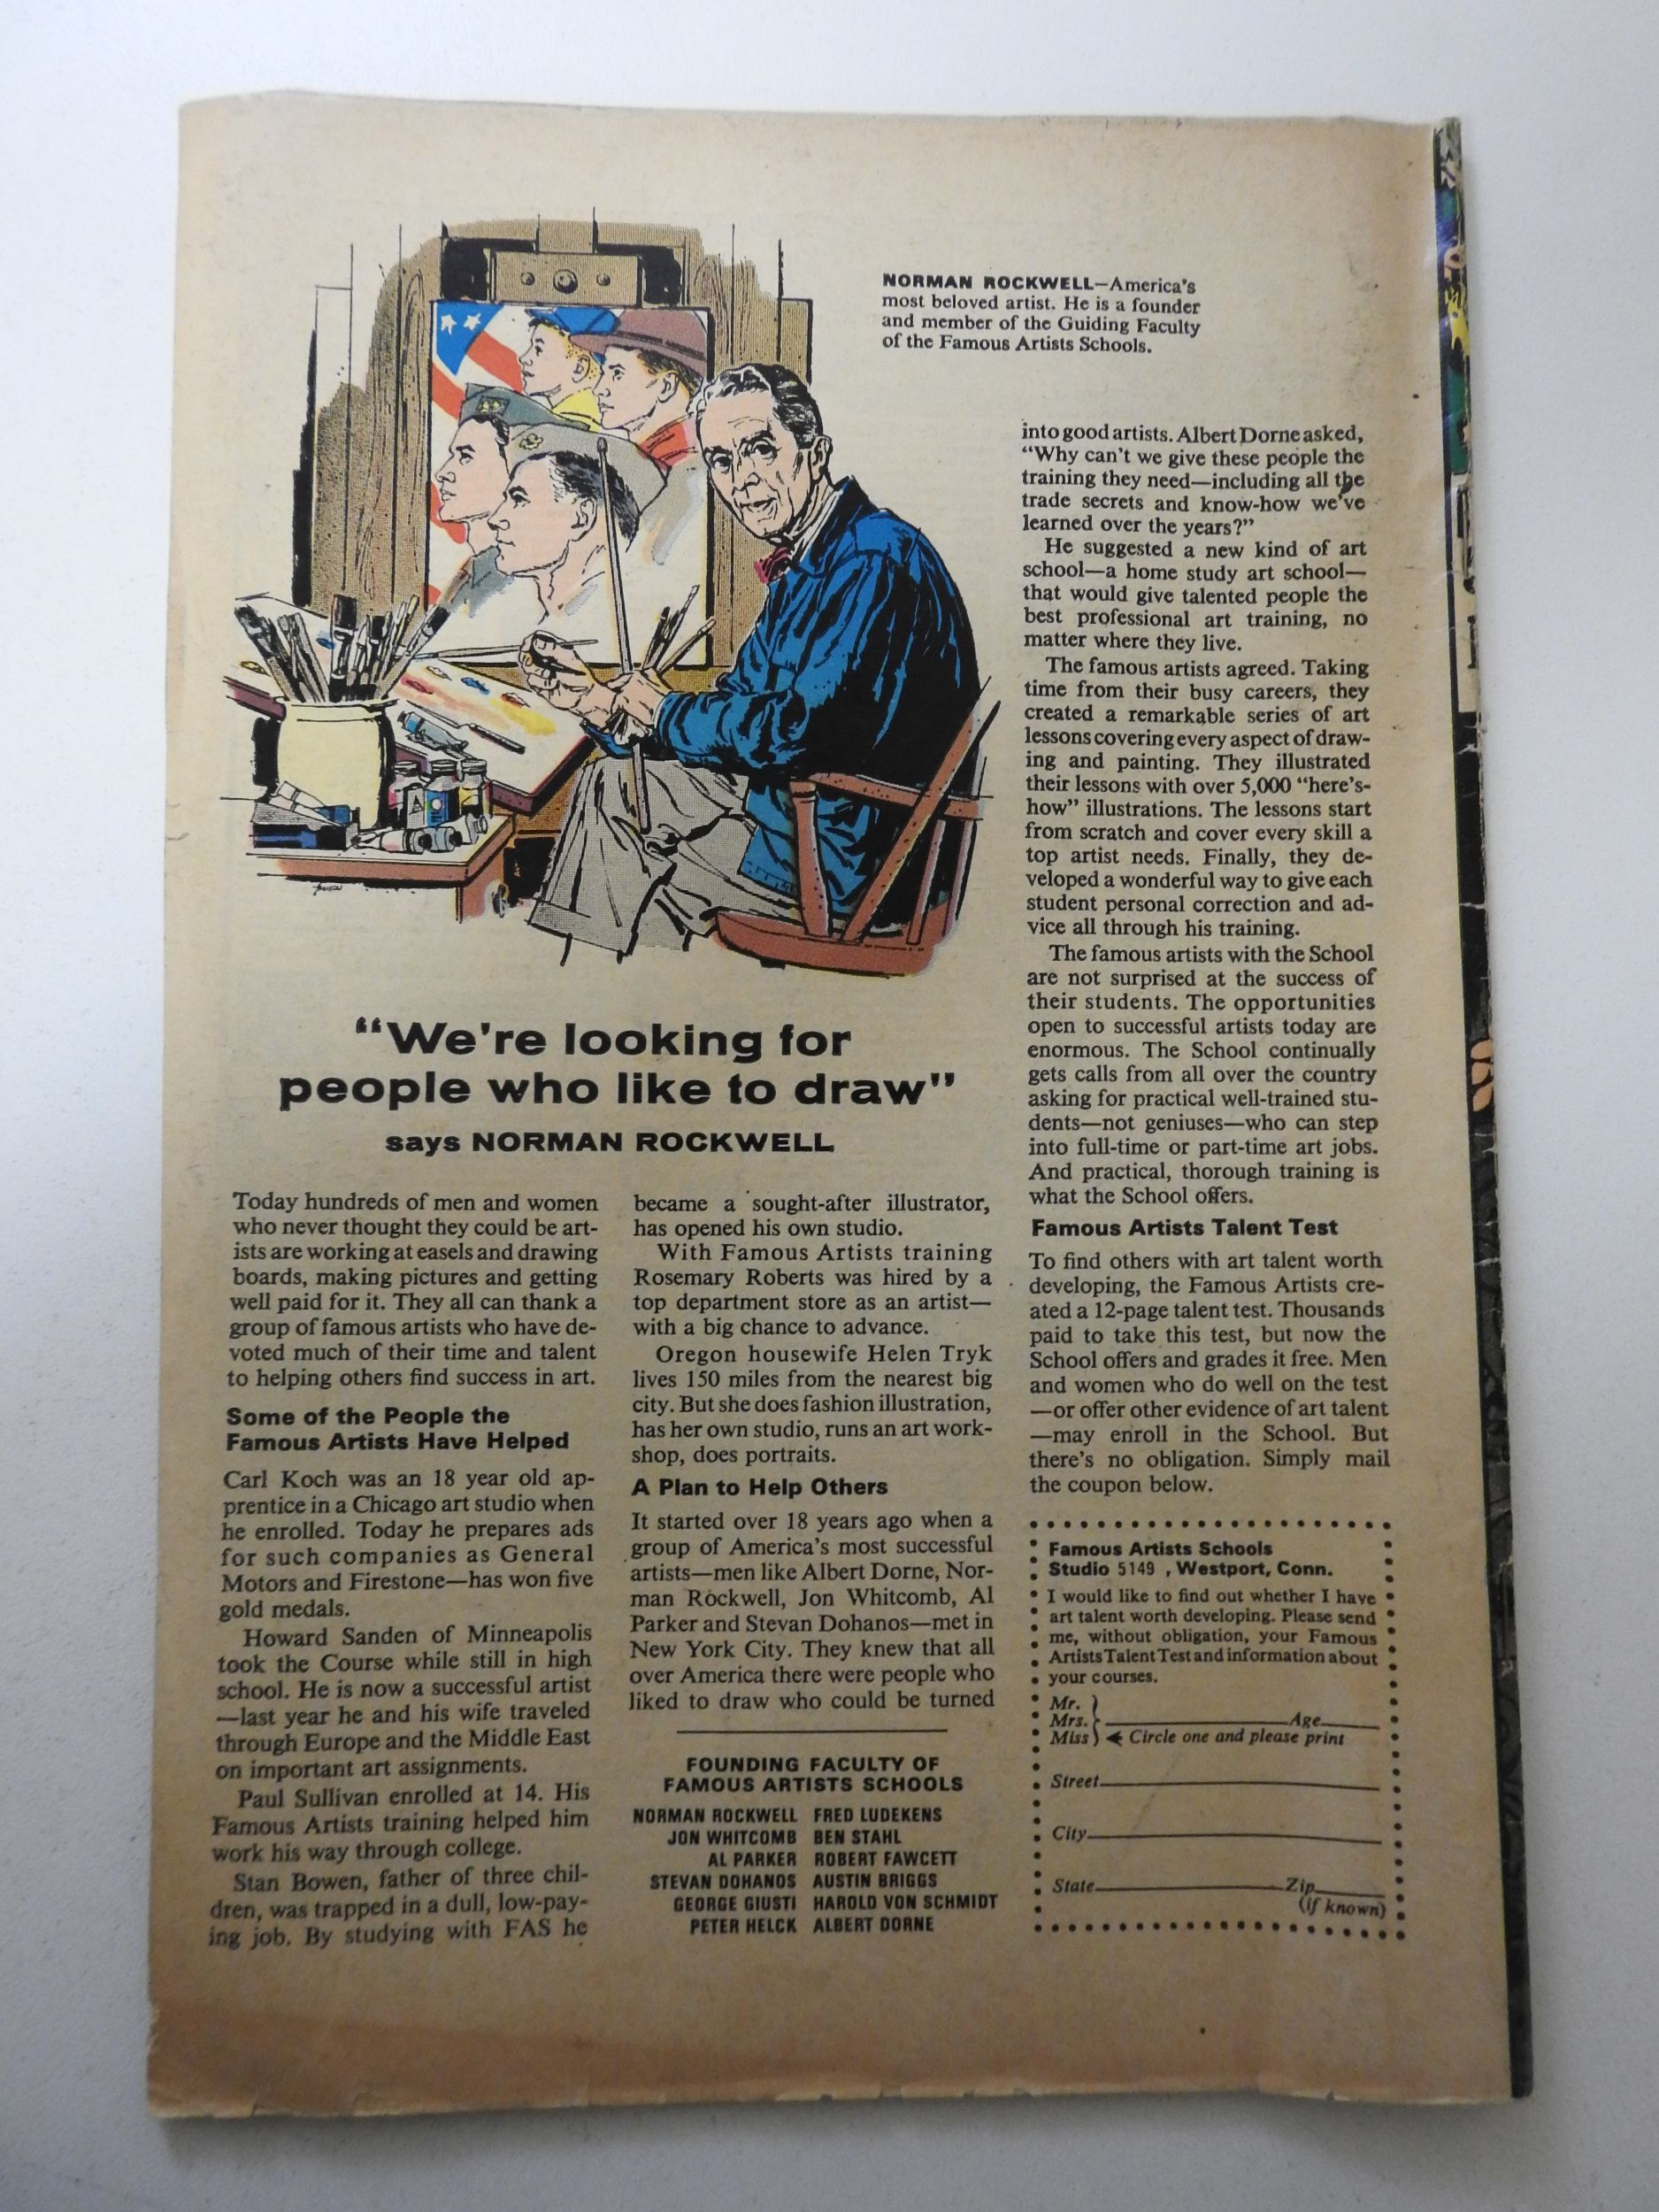 NORMAN ROCKWELL—America's
most beloved artist. He is a founder
and member of the Guiding Faculty
of the Famous Artists Schools.
"We're looking for
people who like to draw"
says NORMAN ROCKWELL
Today hundreds of men and women
who never thought they could be art-
ists are working at easels and drawing
boards, making pictures and getting
well paid for it. They all can thank a
group of famous artists who have de-
voted much of their time and talent
to helping others find success in art.
Some of the People the
Famous Artists Have Helped
Carl Koch was an 18 year old ap-
prentice in a Chicago art studio when
he enrolled. Today he prepares ads
for such companies as General
Motors and Firestone—has won five
gold medals.
Howard Sanden of Minneapolis
took the Course while still in high
school. He is now a successful artist
—last year he and his wife traveled
through Europe and the Middle East
on important art assignments.
Paul Sullivan enrolled at 14. His
Famous Artists training helped him
work his way through college.
Stan Bowen, father of three chil-
dren, was trapped in a dull, low-pay-
ing job. By studying with FAS he
became a sought-after illustrator,
has opened his own studio.
With Famous Artists training
Rosemary Roberts was hired by a
top department store as an artist—
with a big chance to advance.
Oregon housewife Helen Tryk
lives 150 miles from the nearest big
city. But she does fashion illustration,
has her own studio, runs an art work-
shop, does portraits.
A Plan to Help Others
It started over 18 years ago when a
group of America's most successful
artists—men like Albert Dorne, Nor-
man Rockwell, Jon Whitcomb, Al
Parker and Stevan Dohanos—met in
New York City. They knew that all
over America there were people who
liked to draw who could be turned
FOUNDING FACULTY OF
FAMOUS ARTISTS SCHOOLS
NORMAN ROCKWELL FRED LUDEKENS
JON WHITCOMB BEN STAHL
AL PARKER ROBERT FAWCETT
STEVAN DOHANOS AUSTIN BRIGGS
GEORGE GIUSTI HAROLD VON SCHMIDT
PETER HELCK ALBERT DORNE
into good artists. Albert Dorne asked,
"Why can't we give these people the
training they need—including all the
trade secrets and know-how we've
learned over the years?"
He suggested a new kind of art
school—a home study art school—
that would give talented people the
best professional art training, no
matter where they live.
The famous artists agreed. Taking
time from their busy careers, they
created a remarkable series of art
lessons covering every aspect of draw-
ing and painting. They illustrated
their lessons with over 5,000 "here's-
how" illustrations. The lessons start
from scratch and cover every skill a
top artist needs. Finally, they de-
veloped a wonderful way to give each
student personal correction and ad-
vice all through his training.
The famous artists with the School
are not surprised at the success of
their students. The opportunities
open to successful artists today are
enormous. The School continually
gets calls from all over the country
asking for practical well-trained stu-
dents—not geniuses—who can step
into full-time or part-time art jobs.
And practical, thorough training is
what the School offers.
Famous Artists Talent Test
To find others with art talent worth
developing, the Famous Artists cre-
ated a 12-page talent test. Thousands
paid to take this test, but now the
School offers and grades it free. Men
and women who do well on the test
—or offer other evidence of art talent
—may enroll in the School. But
there's no obligation. Simply mail
the coupon below.
Famous Artists Schools
Studio 5149 , Westport, Conn.
I would like to find out whether I have
art talent worth developing. Please send
me, without obligation, your Famous
Artists Talent Test and information about
your courses.
Mr.
Mrs. Age
Miss Circle one and please print
Street
City
State Zip
(if known)